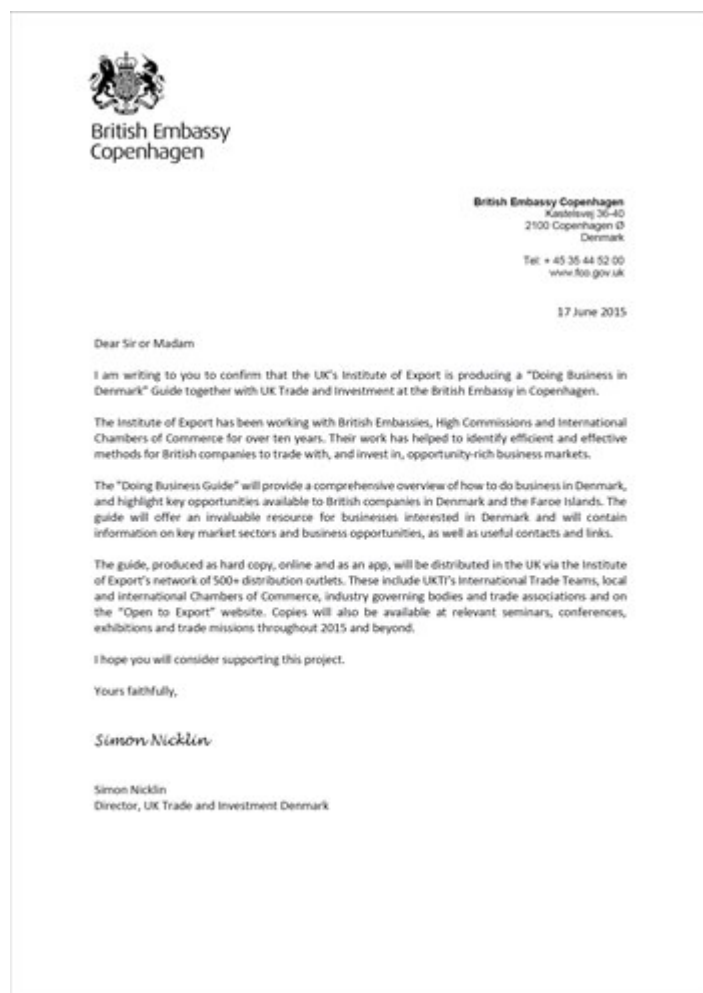 British Embassy
Copenhagen
British Embassy Copenhagen
Kastelsvej 36-40
2100 Copenhagen Ø
Denmark
Tel: + 45 35 44 52 00
www.fco.gov.uk
17 June 2015
Dear Sir or Madam
I am writing to you to confirm that the UK's Institute of Export is producing a "Doing Business in
Denmark" Guide together with UK Trade and Investment at the British Embassy in Copenhagen.
The Institute of Export has been working with British Embassies, High Commissions and International
Chambers of Commerce for over ten years. Their work has helped to identify efficient and effective
methods for British companies to trade with, and invest in, opportunity-rich business markets.
The "Doing Business Guide" will provide a comprehensive overview of how to do business in Denmark,
and highlight key opportunities available to British companies in Denmark and the Faroe Islands. The
guide will offer an invaluable resource for businesses interested in Denmark and will contain
information on key market sectors and business opportunities, as well as useful contacts and links.
The guide, produced as hard copy, online and as an app, will be distributed in the UK via the Institute
of Export's network of 500+ distribution outlets. These include UKTI's International Trade Teams, local
and international Chambers of Commerce, industry governing bodies and trade associations and on
the "Open to Export" website. Copies will also be available at relevant seminars, conferences,
exhibitions and trade missions throughout 2015 and beyond.
I hope you will consider supporting this project.
Yours faithfully,
Simon Nicklin
Simon Nicklin
Director, UK Trade and Investment Denmark